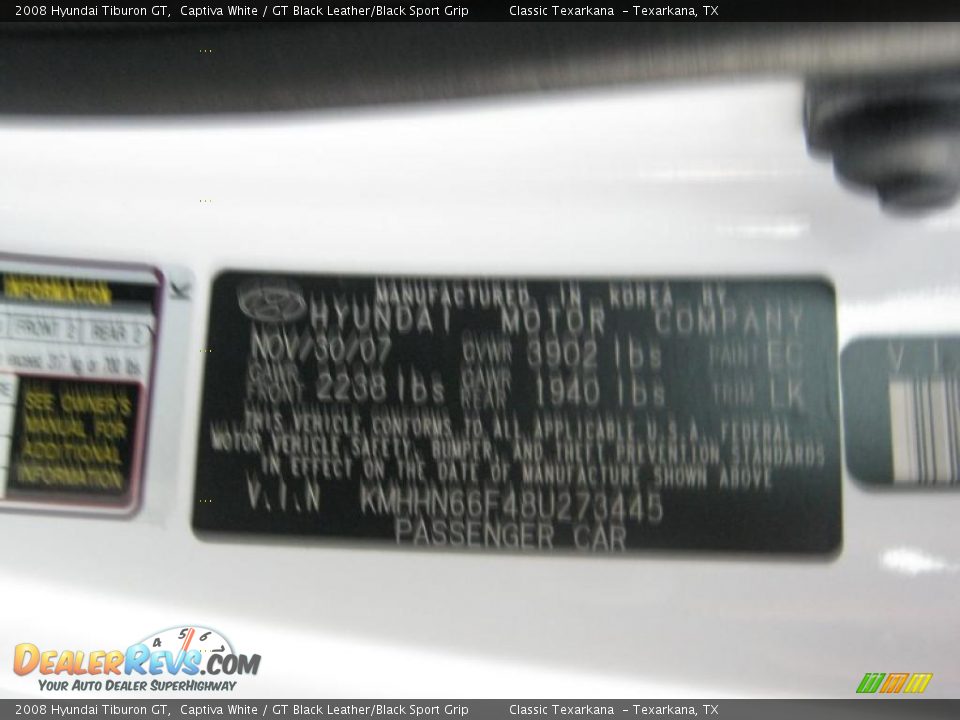 2008 Hyundai Tiburon GT, Captiva White / GT Black Leather/Black Sport Grip Classic Texarkana - Texarkana, TX
INFORMATION
FRONT 2 REAR 2
SEE OWNER'S
MANUAL FOR
ADDITIONAL
INFORMATION
MANUFACTURED IN KOREA BY
HYUNDAI MOTOR COMPANY
NOV/30/07 GVWR 3902 lbs PAINT EC
GAWR FRONT 2238 lbs GAWR REAR 1940 lbs TRIM LK
THIS VEHICLE CONFORMS TO ALL APPLICABLE U.S.A. FEDERAL
MOTOR VEHICLE SAFETY, BUMPER, AND THEFT PREVENTION STANDARDS
IN EFFECT ON THE DATE OF MANUFACTURE SHOWN ABOVE
V.I.N KMHHN66F48U273445
PASSENGER CAR
V I
4 5 6
DEALERREVS.COM
YOUR AUTO DEALER SUPERHIGHWAY
2008 Hyundai Tiburon GT, Captiva White / GT Black Leather/Black Sport Grip Classic Texarkana - Texarkana, TX